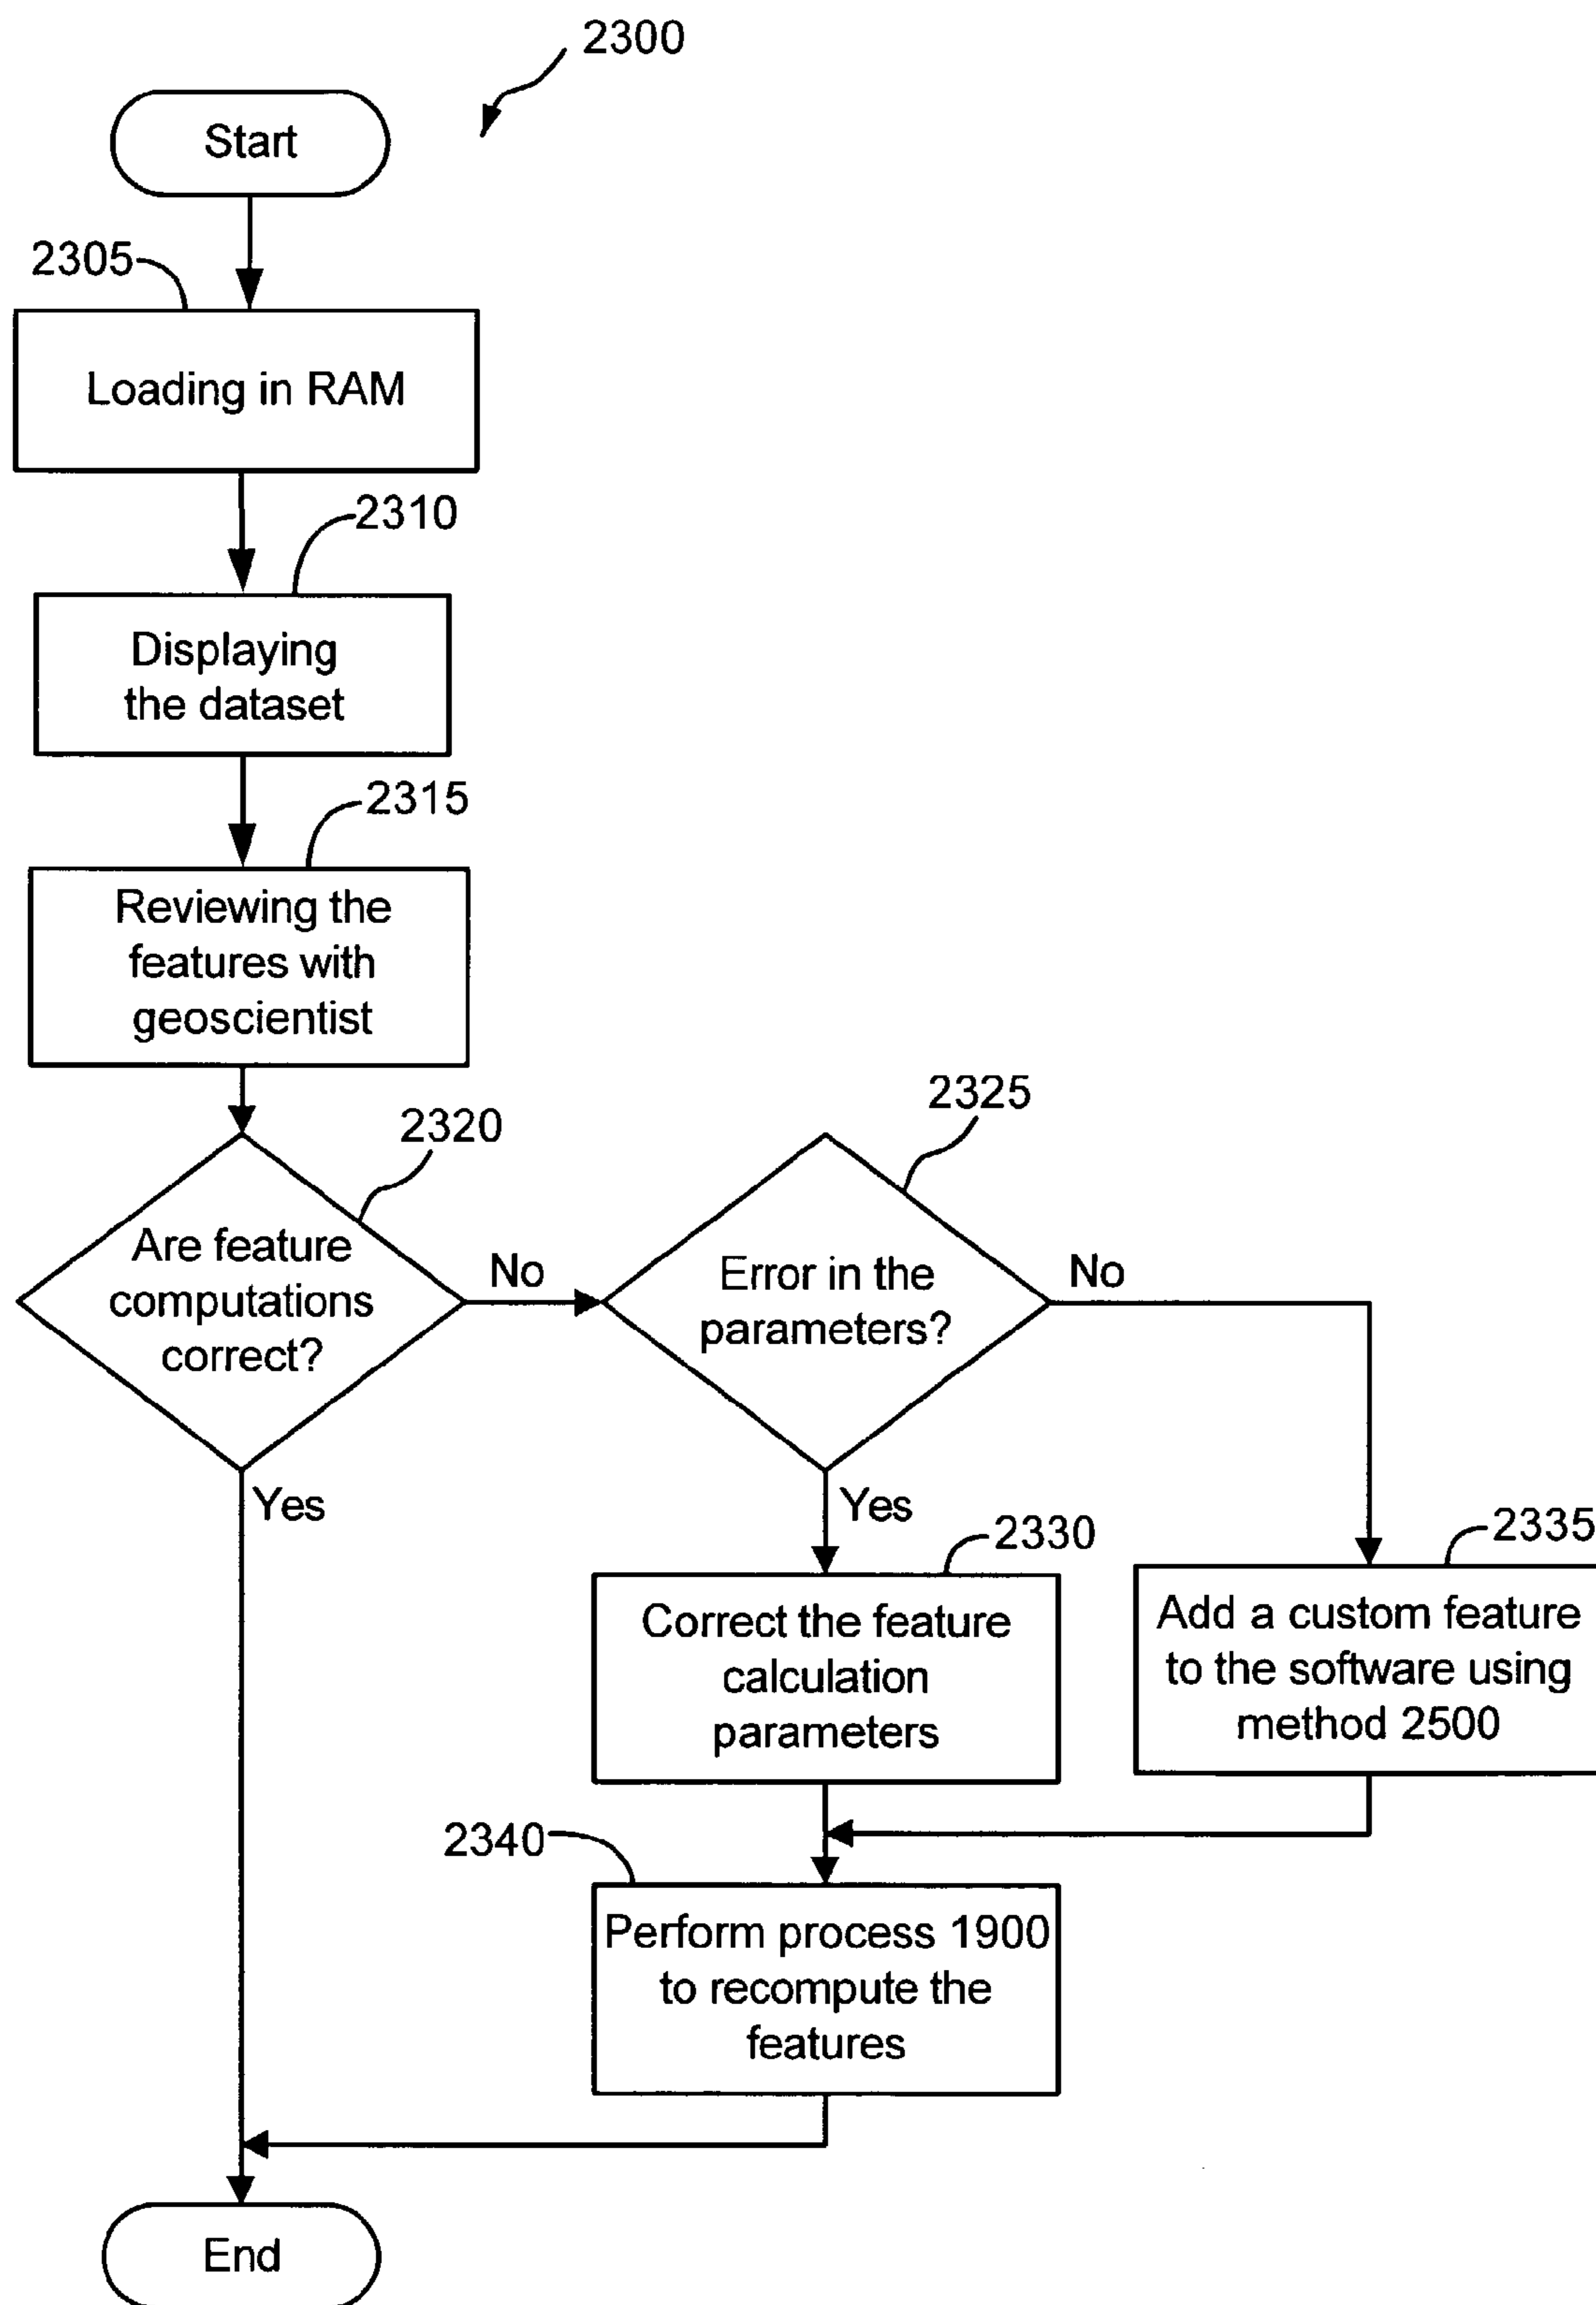 2300
Start
2305
Loading in RAM
2310
Displaying
the dataset
2315
Reviewing the
features with
geoscientist
2320
Are feature
computations
correct?
No
2325
Error in the
parameters?
No
Yes
Yes
2330
Correct the feature
calculation
parameters
2335
Add a custom feature
to the software using
method 2500
2340
Perform process 1900
to recompute the
features
End